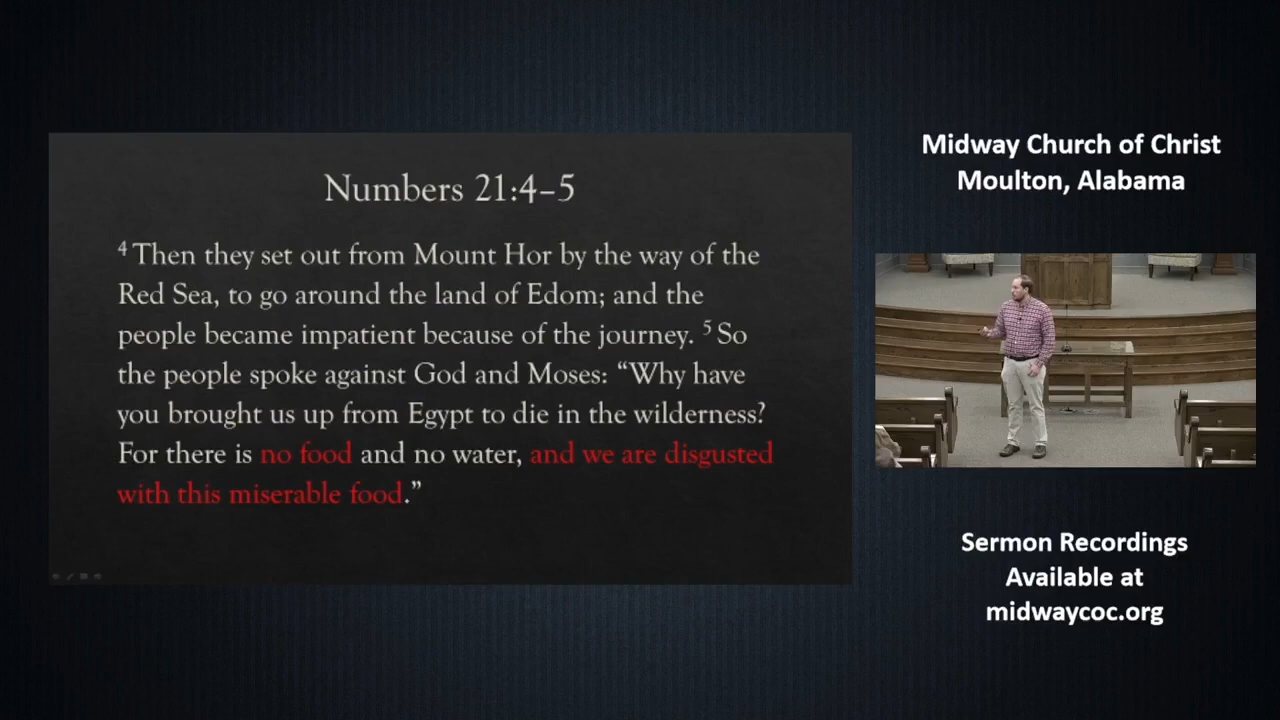 Numbers 21:4–5
4 Then they set out from Mount Hor by the way of the
Red Sea, to go around the land of Edom; and the
people became impatient because of the journey. 5 So
the people spoke against God and Moses: “Why have
you brought us up from Egypt to die in the wilderness?
For there is no food and no water, and we are disgusted
with this miserable food.”
Midway Church of Christ
Moulton, Alabama
Sermon Recordings
Available at
midwaycoc.org